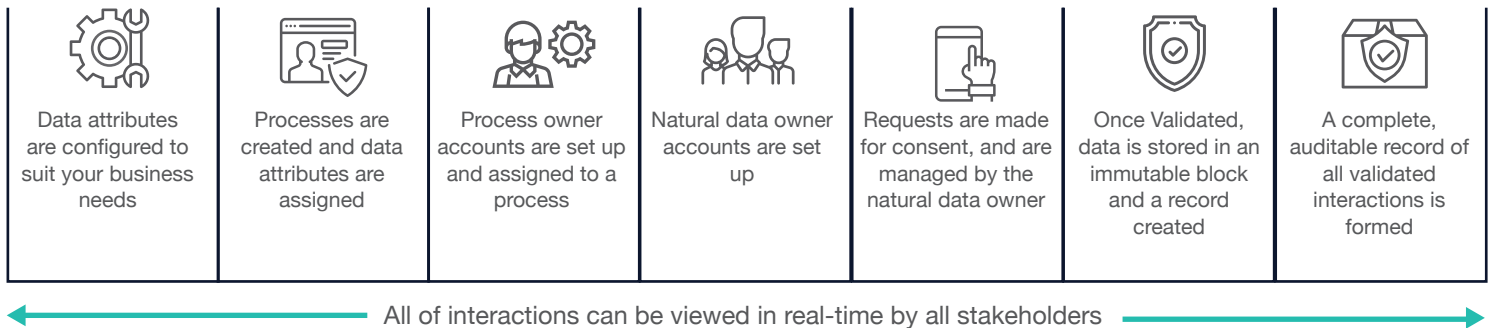 Data attributes
are configured to
suit your business
needs
Processes are
created and data
attributes are
assigned
Process owner
accounts are set up
and assigned to a
process
Natural data owner
accounts are set
up
Requests are made
for consent, and are
managed by the
natural data owner
Once Validated,
data is stored in an
immutable block
and a record
created
A complete,
auditable record of
all validated
interactions is
formed
All of interactions can be viewed in real-time by all stakeholders